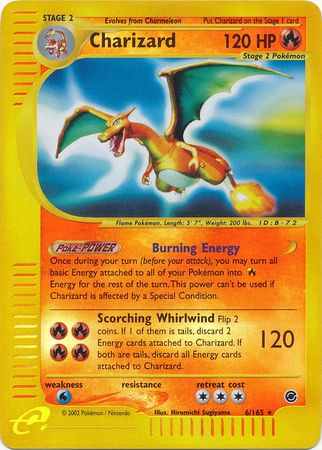 STAGE 2
Evolves from Charmeleon
Put Charizard on the Stage 1 card
Charizard
120 HP
Stage 2 Pokémon
Flame Pokémon. Length: 5' 7", Weight: 200 lbs. ID:B-72
Poké-POWER Burning Energy
Once during your turn (before your attack), you may turn all
basic Energy attached to all of your Pokémon into
Energy for the rest of the turn. This power can't be used if
Charizard is affected by a Special Condition.
Scorching Whirlwind Flip 2
coins. If 1 of them is tails, discard 2
Energy cards attached to Charizard. If
both are tails, discard all Energy cards
attached to Charizard.
120
weakness
resistance
retreat cost
e
© 2002 Pokémon / Nintendo
Illus. Hiromichi Sugiyama
6/165 ★